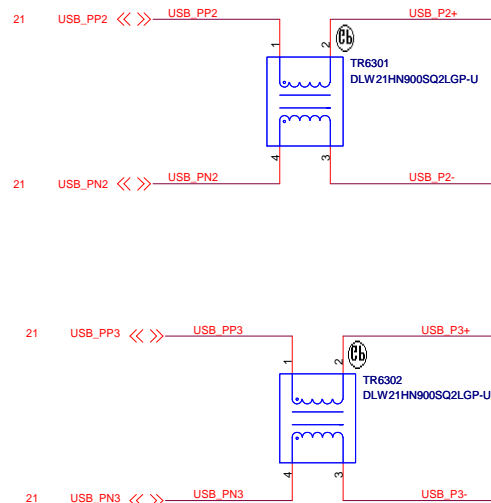 21 USB_PP2 USB_PP2 USB_P2+
1 2
TR6301
DLW21HN900SQ2LGP-U
4 3
21 USB_PN2 USB_PN2 USB_P2-
21 USB_PP3 USB_PP3 USB_P3+
1 2
TR6302
DLW21HN900SQ2LGP-U
4 3
21 USB_PN3 USB_PN3 USB_P3-